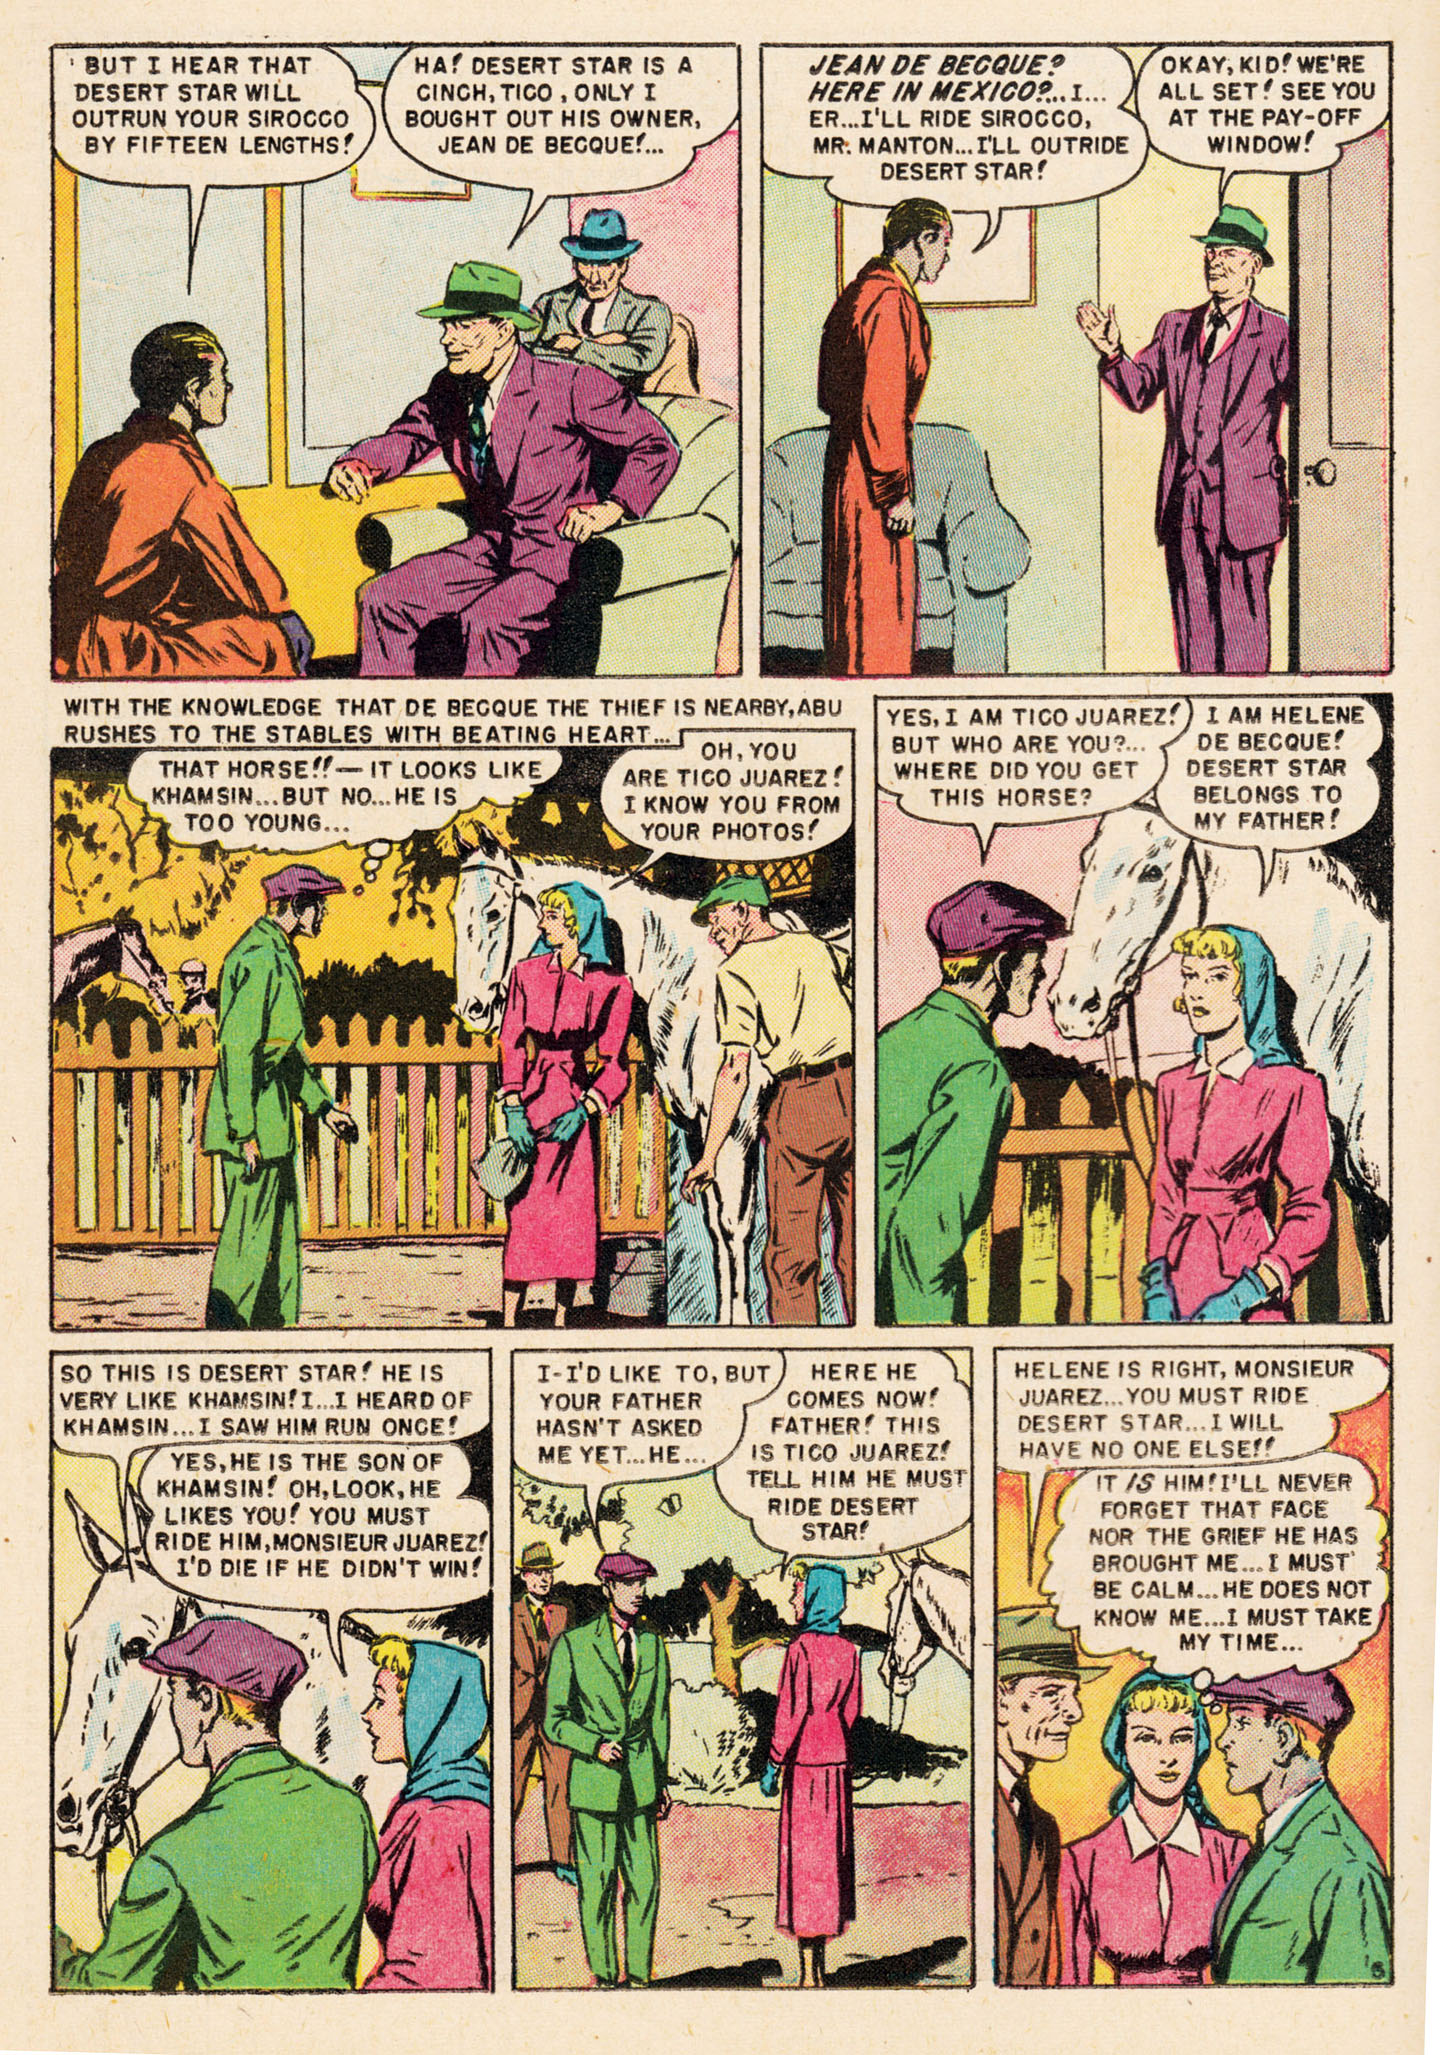 BUT I HEAR THAT
DESERT STAR WILL
OUTRUN YOUR SIROCCO
BY FIFTEEN LENGTHS!
HA! DESERT STAR IS A
CINCH, TICO, ONLY I
BOUGHT OUT HIS OWNER,
JEAN DE BECQUE!...
JEAN DE BECQUE?
HERE IN MEXICO?...I...
ER...I'LL RIDE SIROCCO,
MR. MANTON...I'LL OUTRIDE
DESERT STAR!
OKAY, KID! WE'RE
ALL SET! SEE YOU
AT THE PAY-OFF
WINDOW!
WITH THE KNOWLEDGE THAT DE BECQUE THE THIEF IS NEARBY, ABU
RUSHES TO THE STABLES WITH BEATING HEART...
THAT HORSE!! — IT LOOKS LIKE
KHAMSIN...BUT NO...HE IS
TOO YOUNG...
OH, YOU
ARE TICO JUAREZ!
I KNOW YOU FROM
YOUR PHOTOS!
YES, I AM TICO JUAREZ!
BUT WHO ARE YOU?...
WHERE DID YOU GET
THIS HORSE?
I AM HELENE
DE BECQUE!
DESERT STAR
BELONGS TO
MY FATHER!
SO THIS IS DESERT STAR! HE IS
VERY LIKE KHAMSIN! I...I HEARD OF
KHAMSIN...I SAW HIM RUN ONCE!
YES, HE IS THE SON OF
KHAMSIN! OH, LOOK, HE
LIKES YOU! YOU MUST
RIDE HIM, MONSIEUR JUAREZ!
I'D DIE IF HE DIDN'T WIN!
I-I'D LIKE TO, BUT
YOUR FATHER
HASN'T ASKED
ME YET...HE...
HERE HE
COMES NOW!
FATHER! THIS
IS TICO JUAREZ!
TELL HIM HE MUST
RIDE DESERT
STAR!
HELENE IS RIGHT, MONSIEUR
JUAREZ...YOU MUST RIDE
DESERT STAR...I WILL
HAVE NO ONE ELSE!!
IT IS HIM! I'LL NEVER
FORGET THAT FACE
NOR THE GRIEF HE HAS
BROUGHT ME...I MUST
BE CALM...HE DOES NOT
KNOW ME...I MUST TAKE
MY TIME...